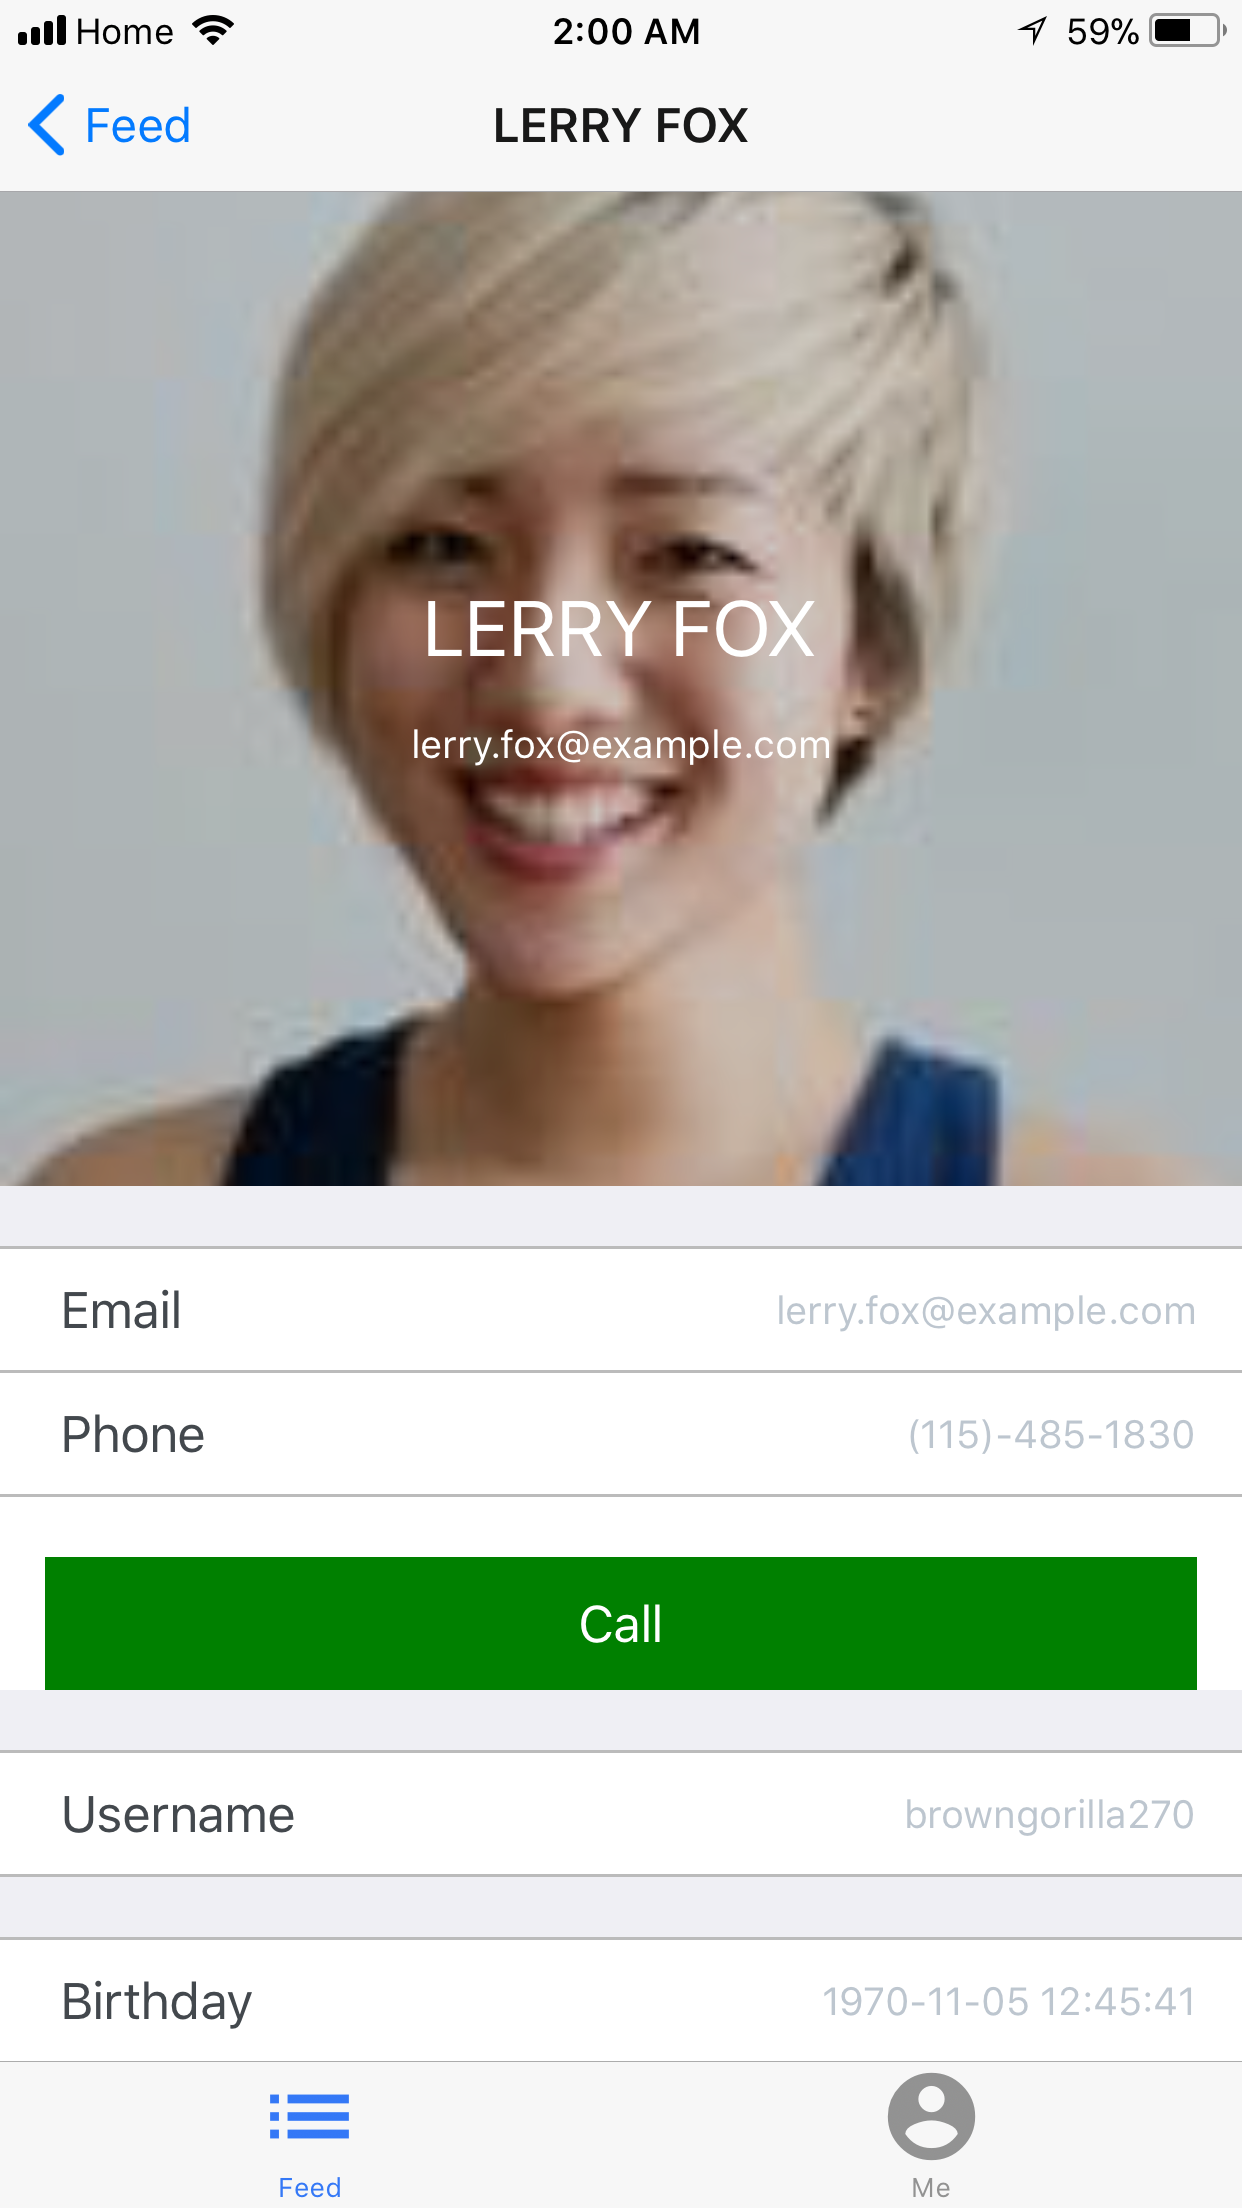 Home 2:00 AM 59%
Feed LERRY FOX
LERRY FOX
lerry.fox@example.com
Email lerry.fox@example.com
Phone (115)-485-1830
Call
Username browngorilla270
Birthday 1970-11-05 12:45:41
Feed Me